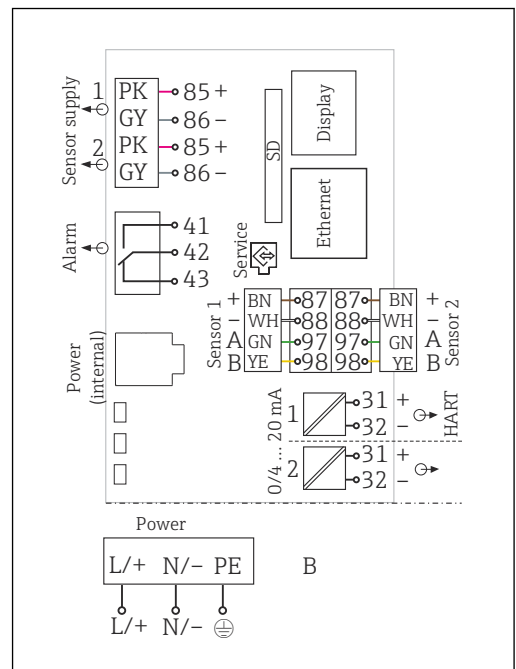 Sensor supply
1 PK 85 +
GY 86 -
2 PK 85 +
GY 86 -
SD
Display
Ethernet
Alarm
41
42
43
Service
Sensor 1
+ BN 87 87 BN +
- WH 88 88 WH -
A GN 97 97 GN A
B YE 98 98 YE B
Sensor 2
Power
(internal)
0/4 ... 20 mA
1 31 +
32 -
HART
2 31 +
32 -
Power
L/+ N/- PE
B
L/+ N/-